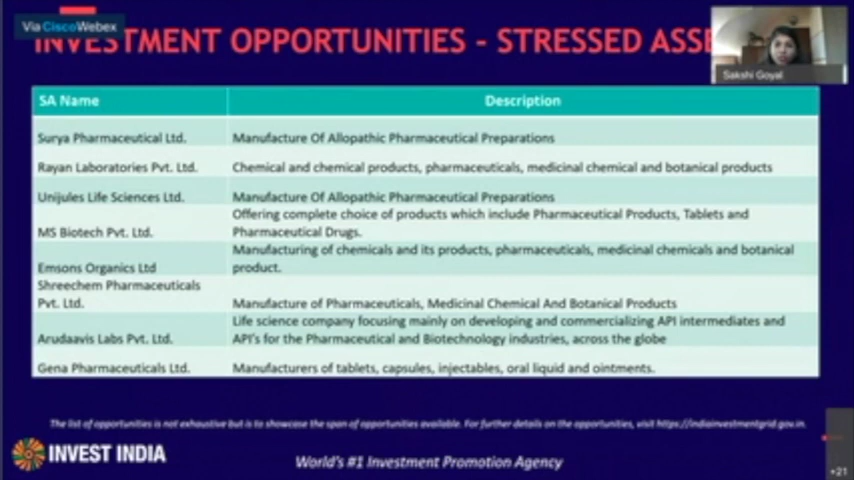 Via CiscoWebex
INVESTMENT OPPORTUNITIES - STRESSED ASSE
Sakshi Goyal
SA Name Description
Surya Pharmaceutical Ltd. Manufacture Of Allopathic Pharmaceutical Preparations
Rayan Laboratories Pvt. Ltd. Chemical and chemical products, pharmaceuticals, medicinal chemical and botanical products
Unijules Life Sciences Ltd. Manufacture Of Allopathic Pharmaceutical Preparations
MS Biotech Pvt. Ltd. Offering complete choice of products which include Pharmaceutical Products, Tablets and
Pharmaceutical Drugs.
Emsons Organics Ltd Manufacturing of chemicals and its products, pharmaceuticals, medicinal chemicals and botanical
product.
Shreechem Pharmaceuticals
Pvt. Ltd. Manufacture of Pharmaceuticals, Medicinal Chemical And Botanical Products
Arudaavis Labs Pvt. Ltd. Life science company focusing mainly on developing and commercializing API intermediates and
API's for the Pharmaceutical and Biotechnology industries, across the globe
Gena Pharmaceuticals Ltd. Manufacturers of tablets, capsules, injectables, oral liquid and ointments.
The list of opportunities is not exhaustive but is to showcase the span of opportunities available. For further details on the opportunities, visit https://indiainvestmentgrid.gov.in.
INVEST INDIA
World's #1 Investment Promotion Agency
+21